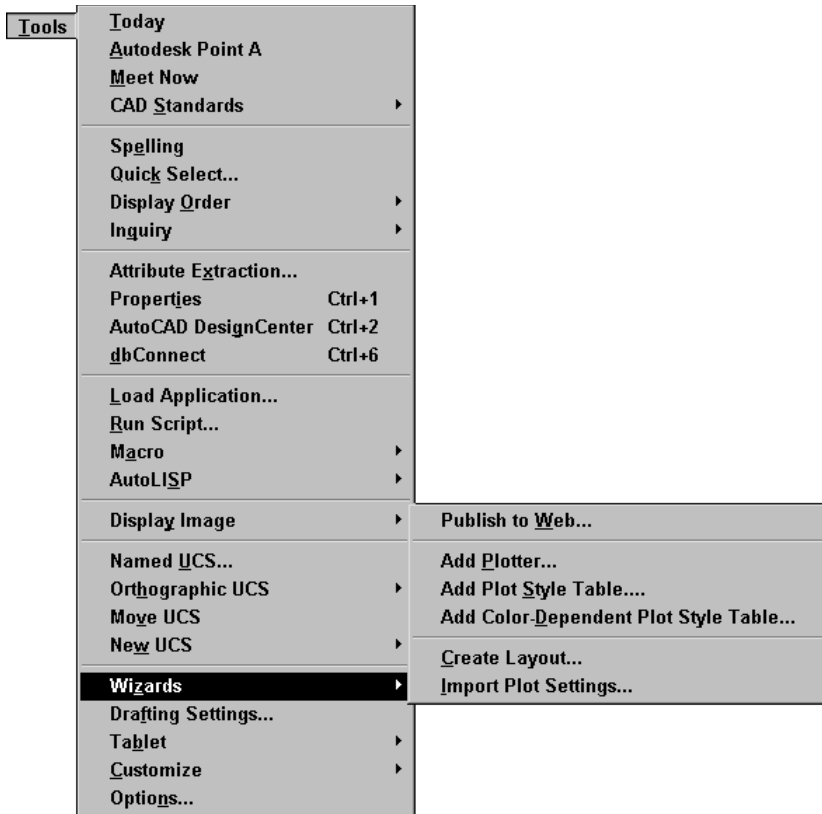 Tools
Today
Autodesk Point A
Meet Now
CAD Standards
Spelling
Quick Select...
Display Order
Inquiry
Attribute Extraction...
Properties Ctrl+1
AutoCAD DesignCenter Ctrl+2
dbConnect Ctrl+6
Load Application...
Run Script...
Macro
AutoLISP
Display Image
Named UCS...
Orthographic UCS
Move UCS
New UCS
Wizards
Drafting Settings...
Tablet
Customize
Options...
Publish to Web...
Add Plotter...
Add Plot Style Table....
Add Color-Dependent Plot Style Table...
Create Layout...
Import Plot Settings...